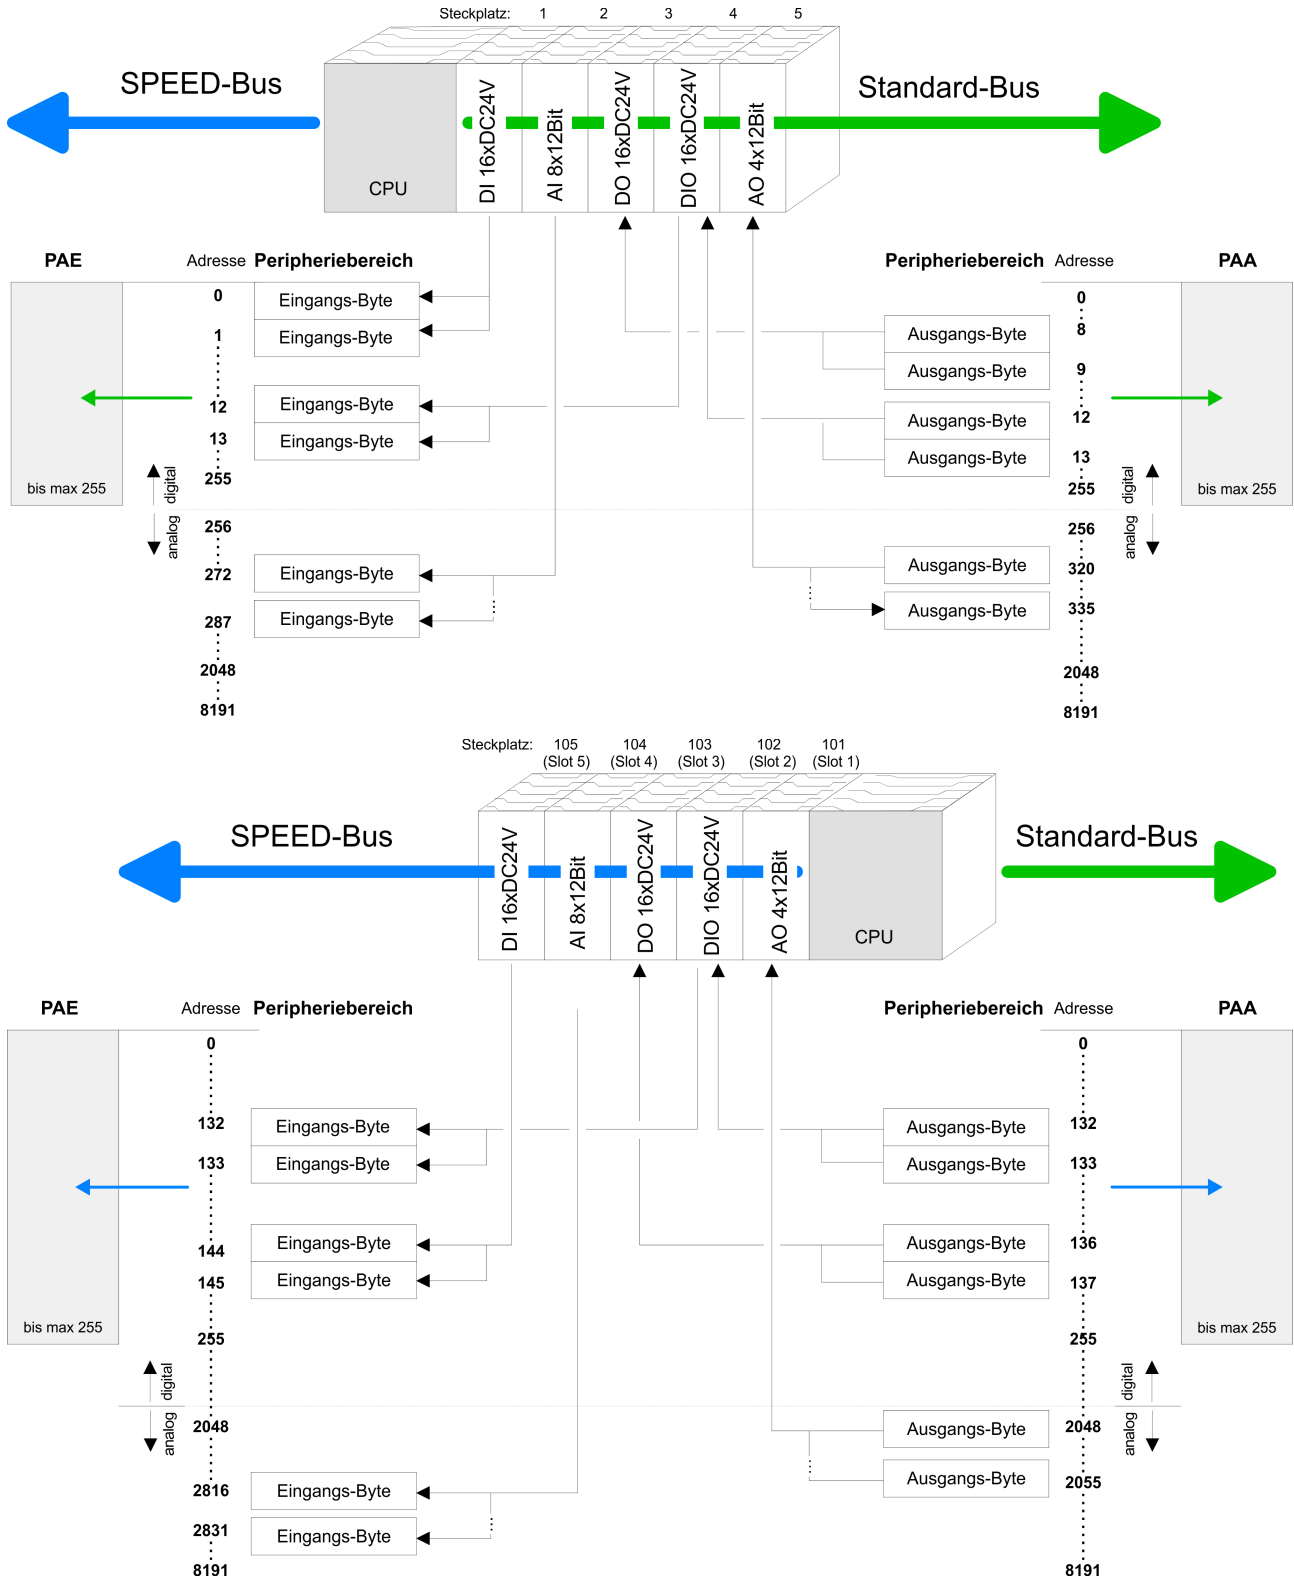 Steckplatz: 1 2 3 4 5
SPEED-Bus
Standard-Bus
CPU
DI 16xDC24V
AI 8x12Bit
DO 16xDC24V
DIO 16xDC24V
AO 4x12Bit
PAE
Adresse
Peripheriebereich
Peripheriebereich
Adresse
PAA
0
Eingangs-Byte
1
Eingangs-Byte
12
Eingangs-Byte
13
Eingangs-Byte
255
bis max 255
digital
analog
256
272
Eingangs-Byte
287
Eingangs-Byte
2048
8191
0
Ausgangs-Byte
8
Ausgangs-Byte
9
Ausgangs-Byte
12
Ausgangs-Byte
13
255
bis max 255
digital
analog
256
Ausgangs-Byte
320
Ausgangs-Byte
335
2048
8191
Steckplatz: 105 104 103 102 101
(Slot 5) (Slot 4) (Slot 3) (Slot 2) (Slot 1)
SPEED-Bus
Standard-Bus
DI 16xDC24V
AI 8x12Bit
DO 16xDC24V
DIO 16xDC24V
AO 4x12Bit
CPU
PAE
Adresse
Peripheriebereich
Peripheriebereich
Adresse
PAA
0
132
Eingangs-Byte
133
Eingangs-Byte
144
Eingangs-Byte
145
Eingangs-Byte
255
bis max 255
digital
analog
2048
2816
Eingangs-Byte
2831
Eingangs-Byte
8191
0
Ausgangs-Byte
132
Ausgangs-Byte
133
Ausgangs-Byte
136
Ausgangs-Byte
137
255
bis max 255
digital
analog
Ausgangs-Byte
2048
Ausgangs-Byte
2055
8191